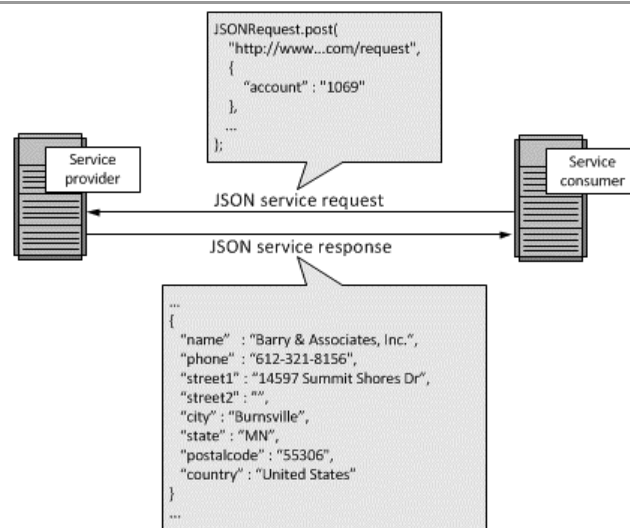 JSONRequest.post(
"http://www...com/request",
{
"account" : "1069"
},
...
};
Service
provider
Service
consumer
JSON service request
JSON service response
...
{
"name" : "Barry & Associates, Inc.",
"phone" : "612-321-8156",
"street1" : "14597 Summit Shores Dr",
"street2" : "",
"city" : "Burnsville",
"state" : "MN",
"postalcode" : "55306",
"country" : "United States"
}
...